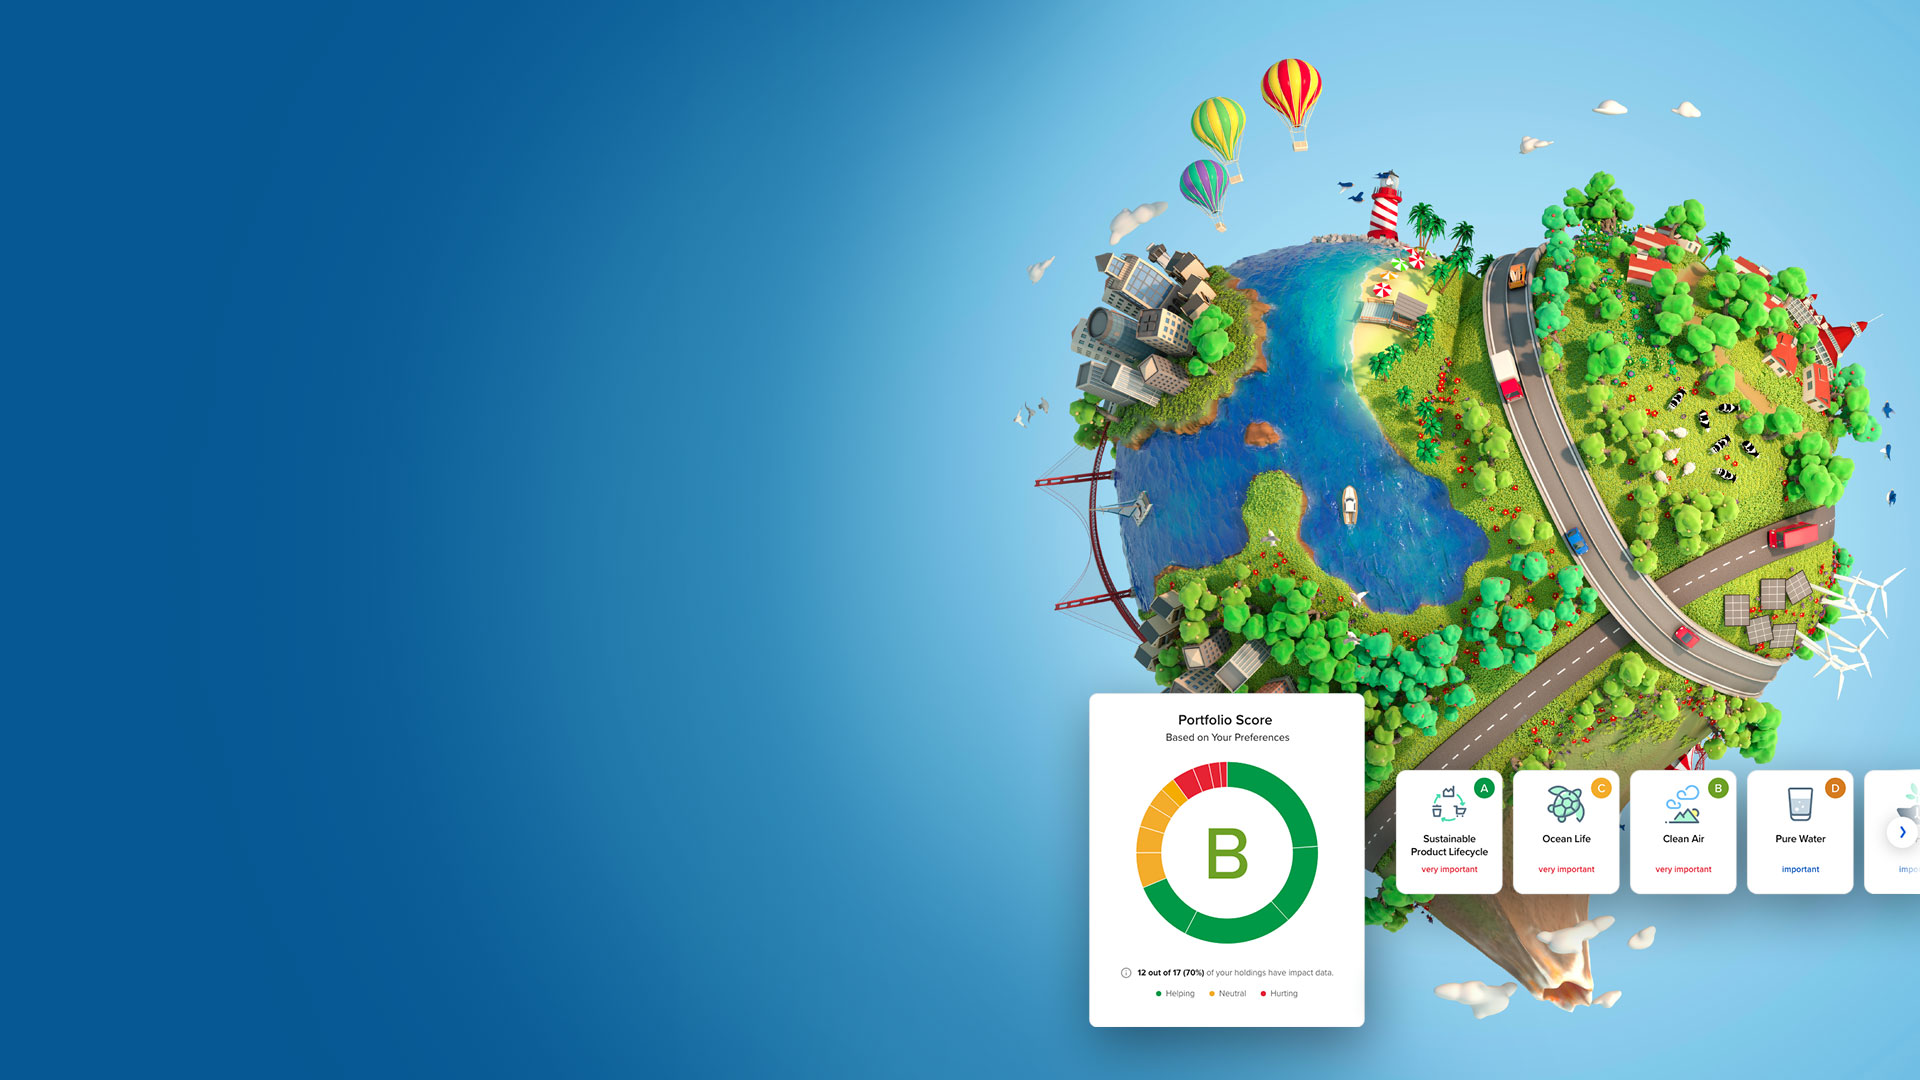 Portfolio Score
Based on Your Preferences
B
12 out of 17 (70%) of your holdings have impact data.
Helping Neutral Hurting
A
Sustainable
Product Lifecycle
very important
C
Ocean Life
very important
B
Clean Air
very important
D
Pure Water
important